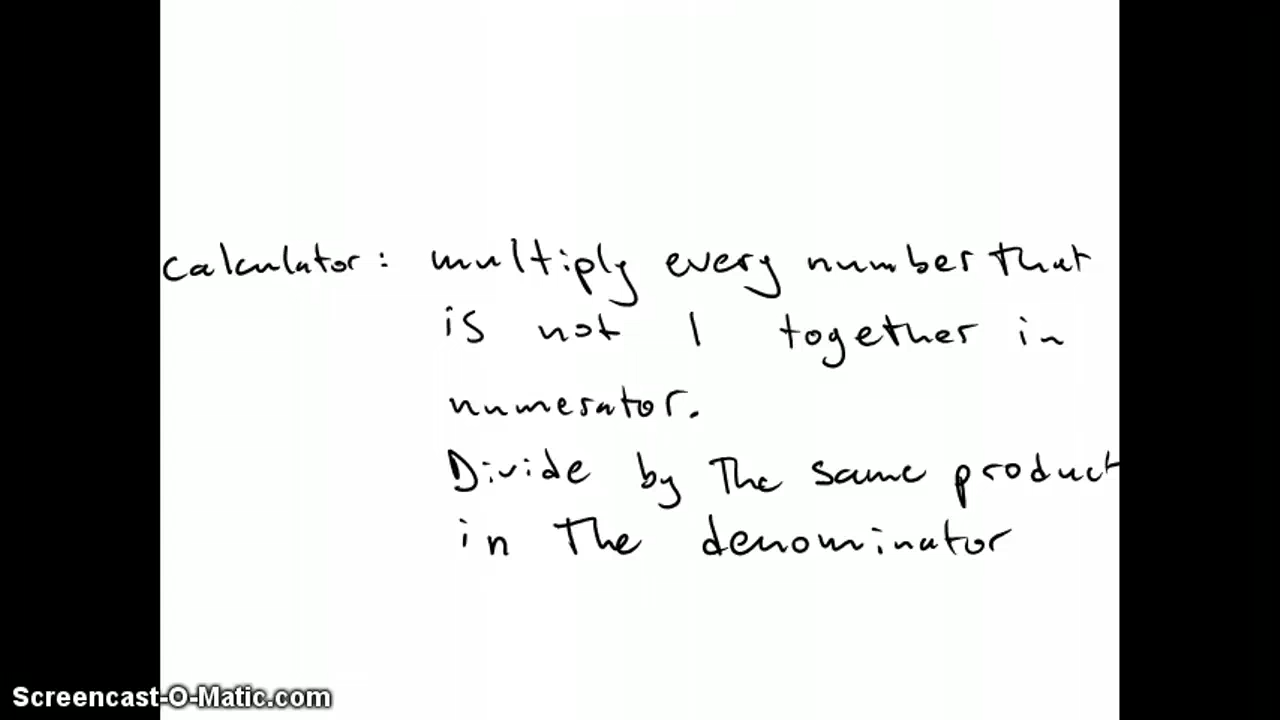 calculator: multiply every number that
is not 1 together in
numerator.
Divide by The same product
in The denominator
Screencast-O-Matic.com